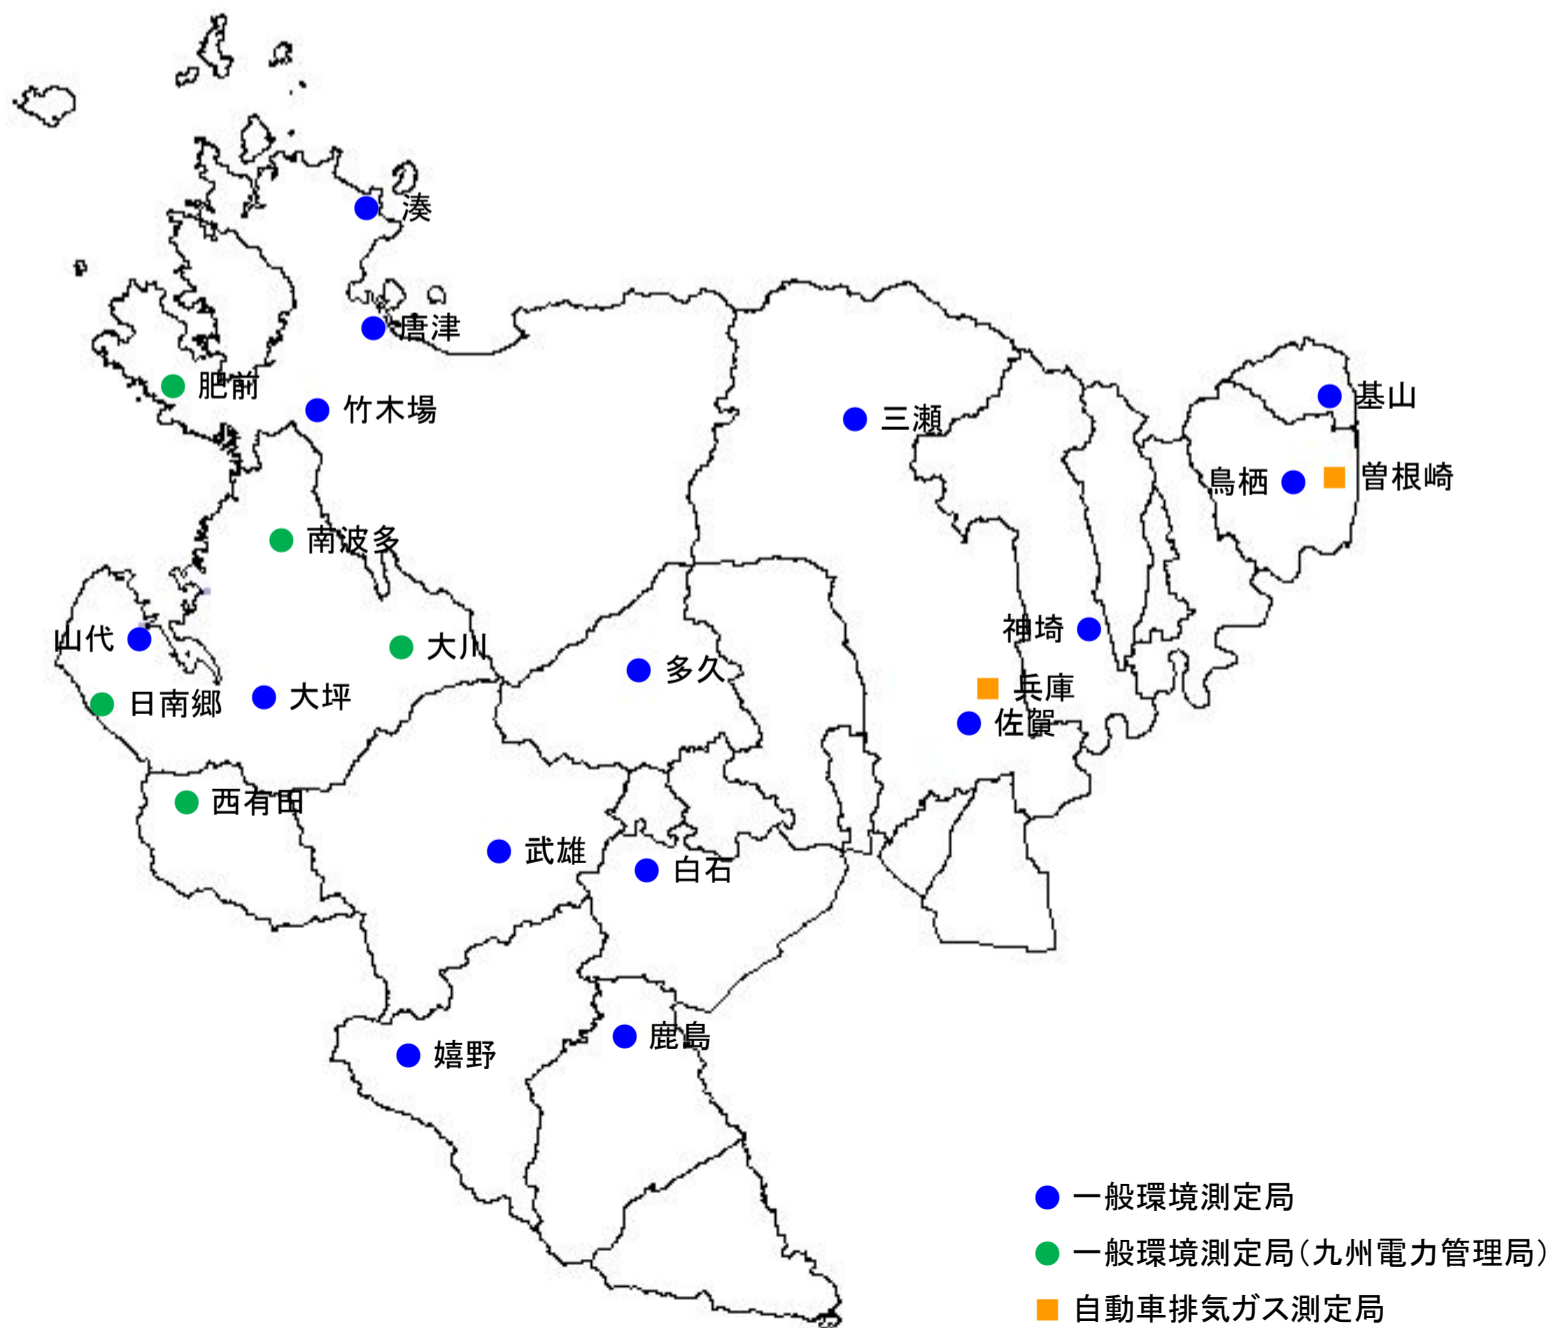 湊
唐津
肥前
竹木場
三瀬
基山
鳥栖
曽根崎
南波多
山代
大川
多久
神埼
日南郷
大坪
兵庫
佐賀
西有田
武雄
白石
嬉野
鹿島
一般環境測定局
一般環境測定局(九州電力管理局)
自動車排気ガス測定局